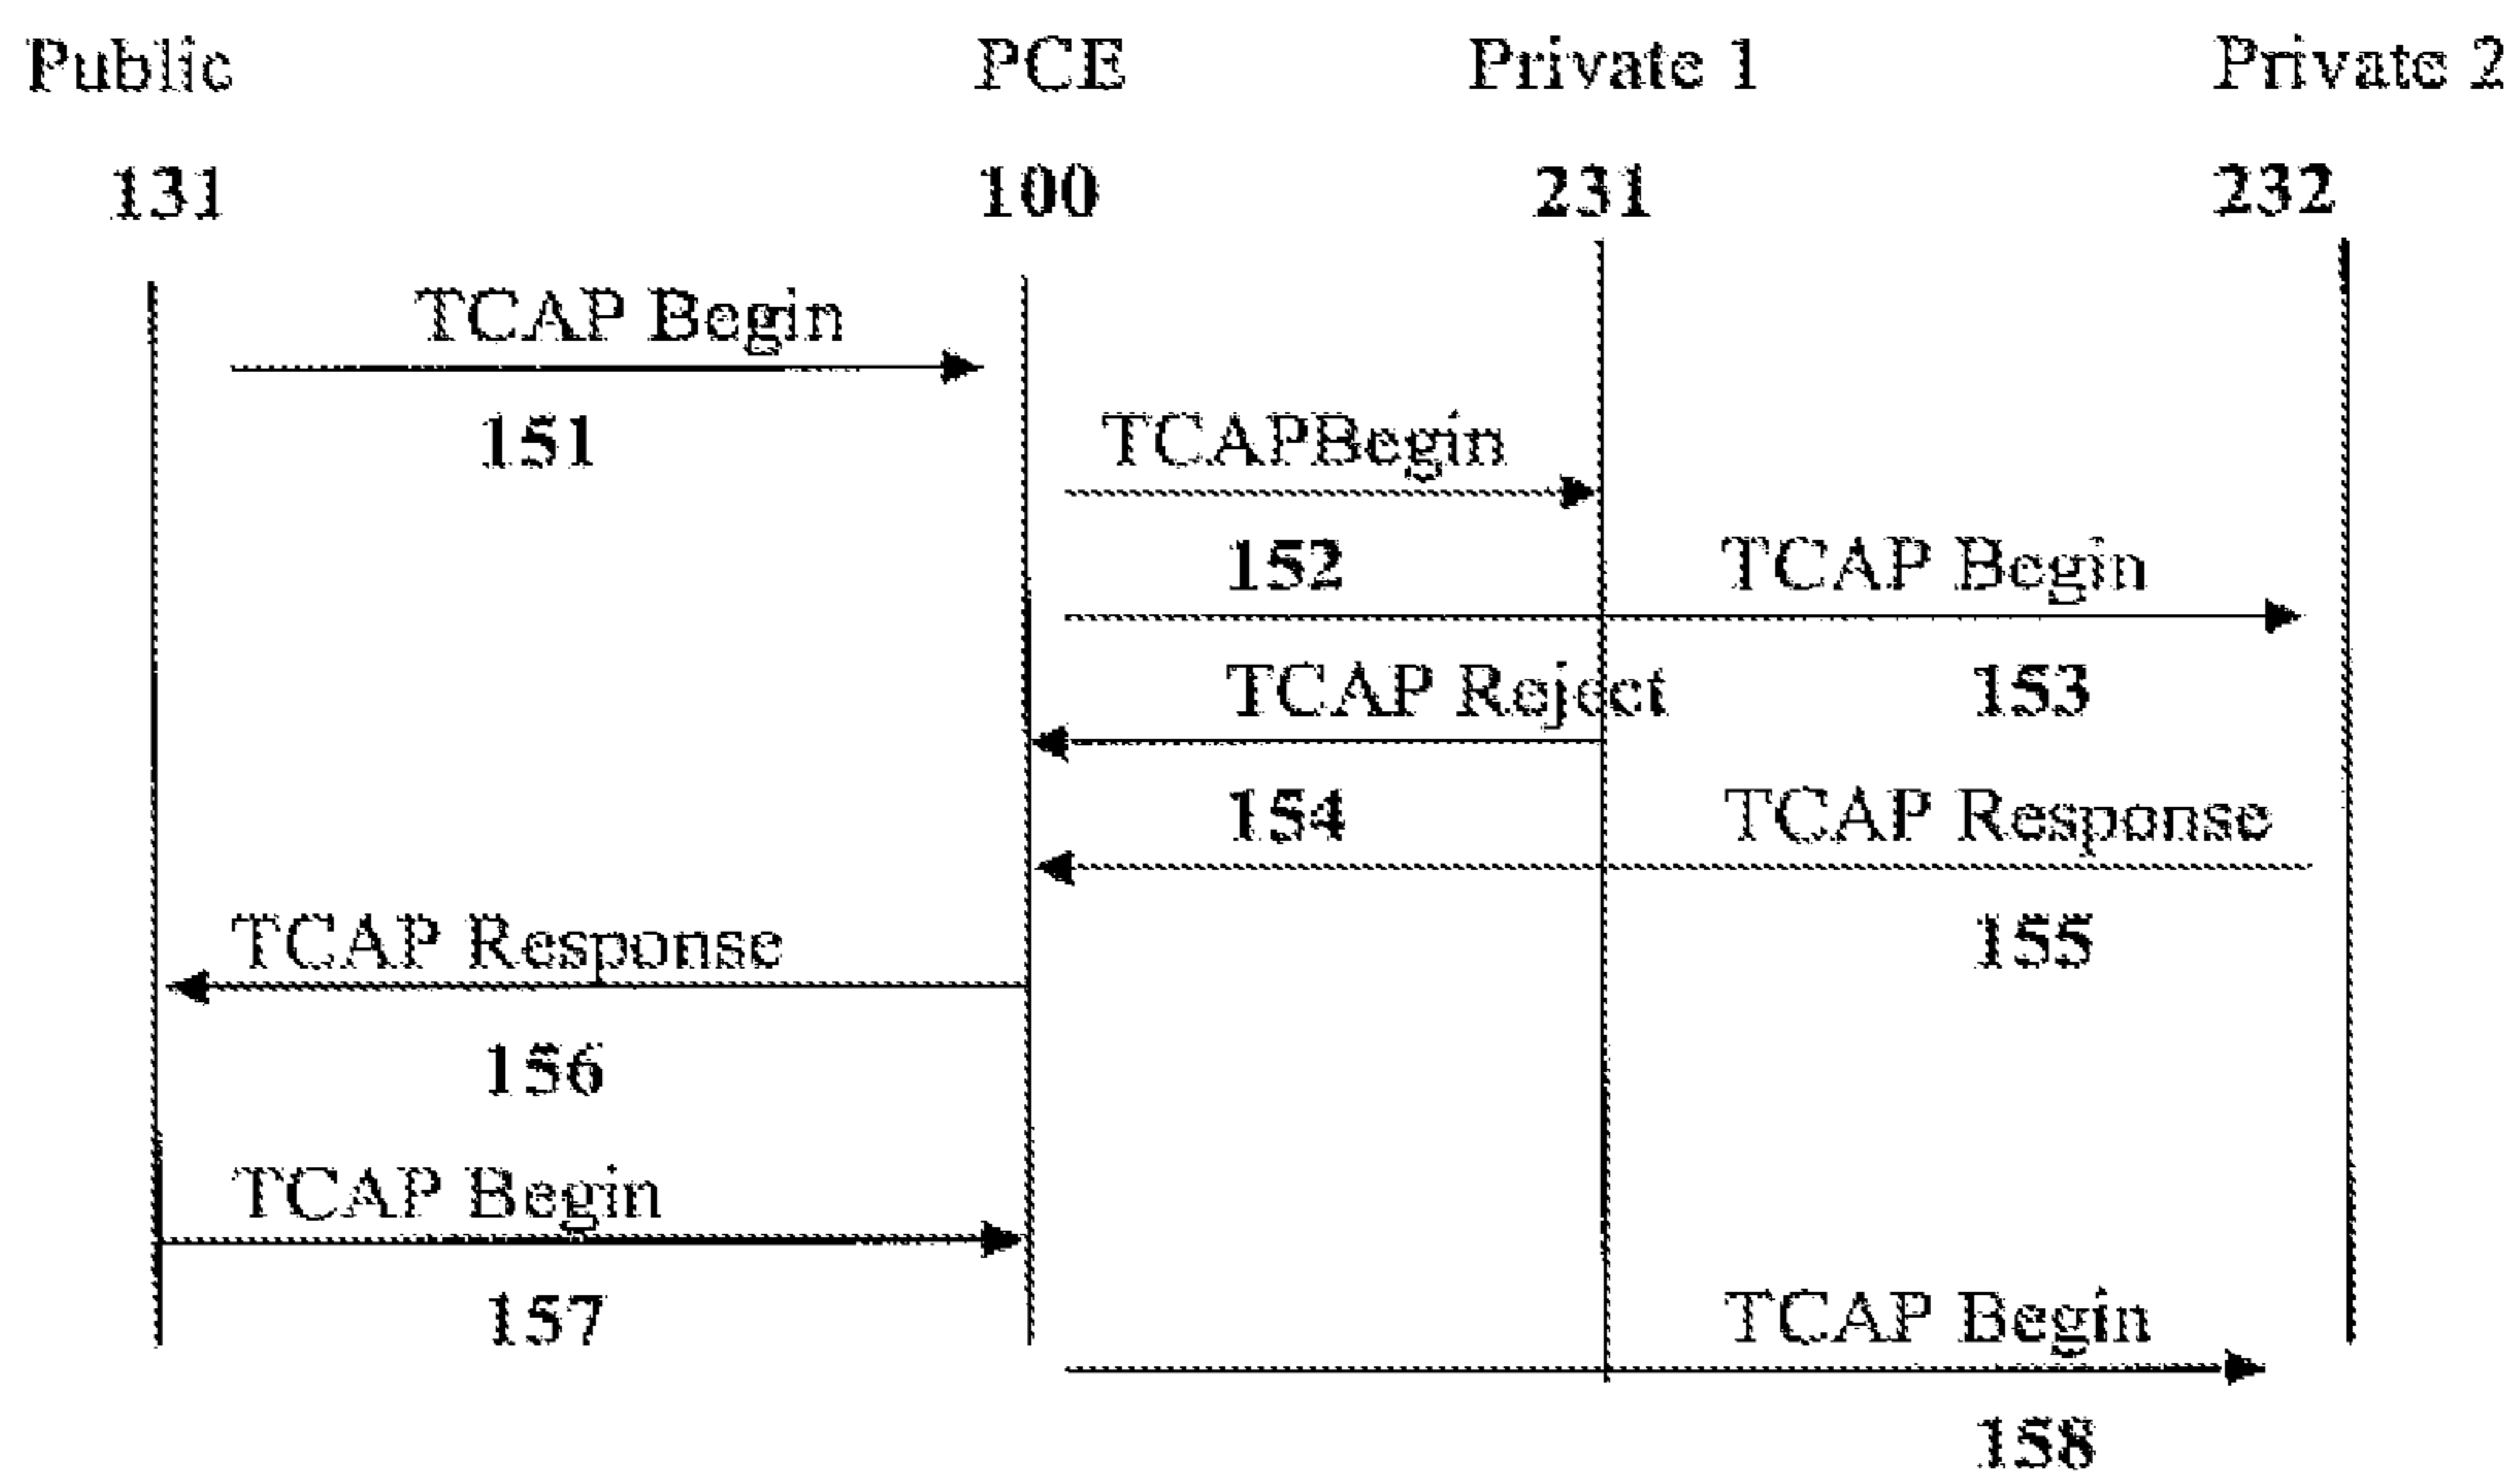 Public PCE Private 1 Private 2
131 100 231 232
TCAP Begin
151
TCAPBegin
152
TCAP Begin
153
TCAP Reject
154
TCAP Response
155
TCAP Response
156
TCAP Begin
157
TCAP Begin
158